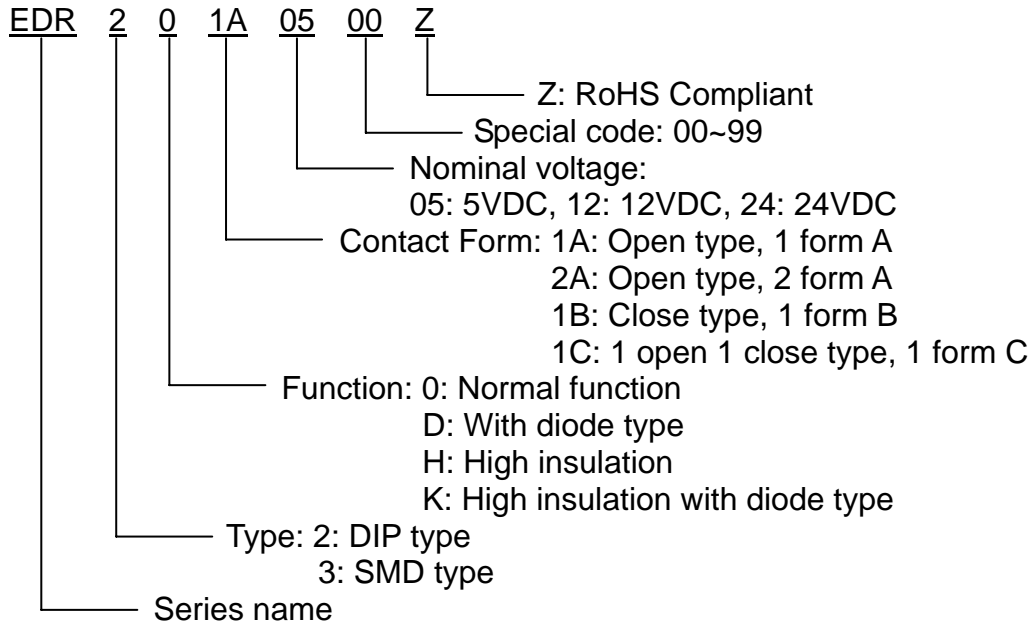 EDR 2 0 1A 05 00 Z
Z: RoHS Compliant
Special code: 00~99
Nominal voltage:
05: 5VDC, 12: 12VDC, 24: 24VDC
Contact Form: 1A: Open type, 1 form A
2A: Open type, 2 form A
1B: Close type, 1 form B
1C: 1 open 1 close type, 1 form C
Function: 0: Normal function
D: With diode type
H: High insulation
K: High insulation with diode type
Type: 2: DIP type
3: SMD type
Series name